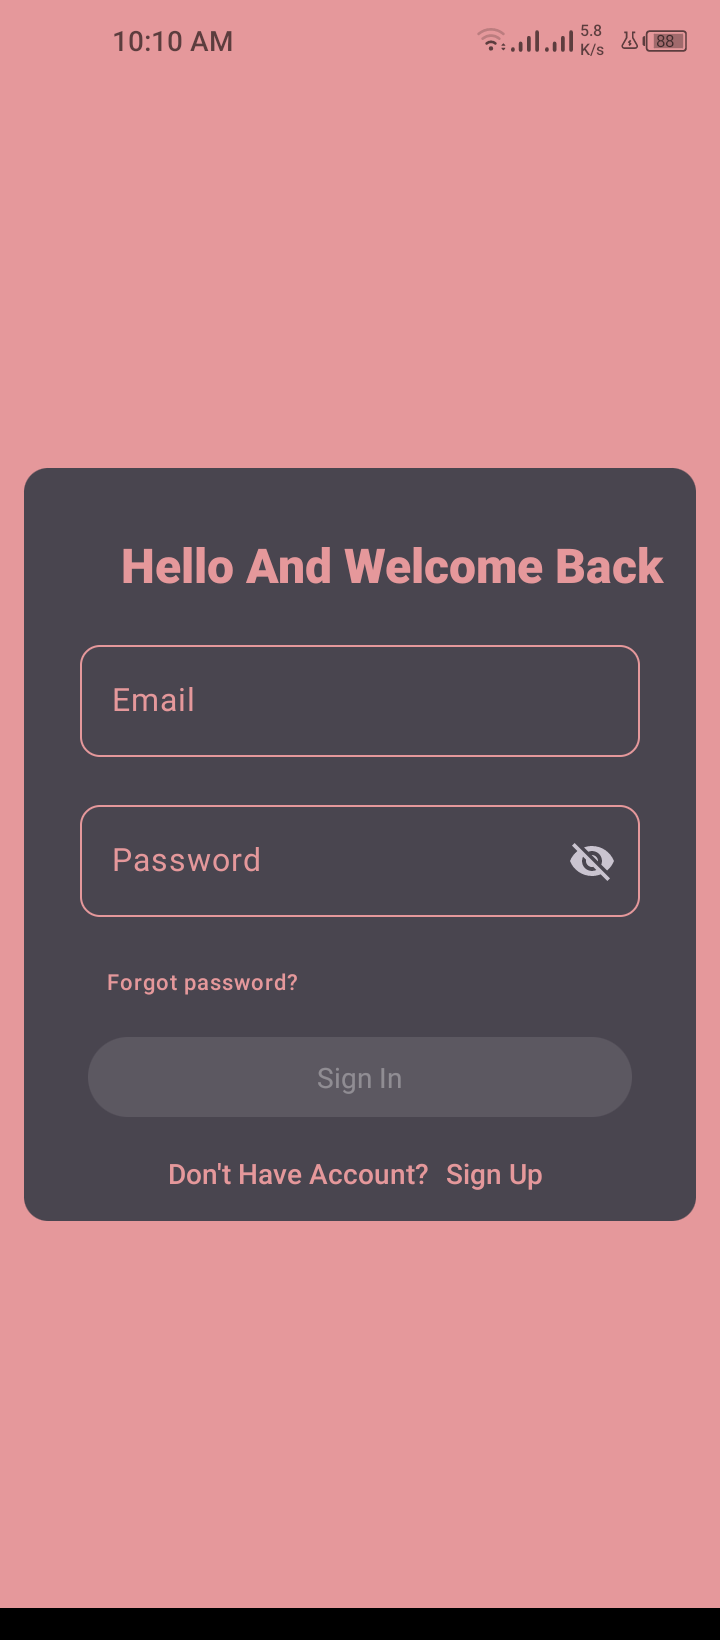 10:10 AM
5.8
K/s
88
Hello And Welcome Back
Email
Password
Forgot password?
Sign In
Don't Have Account? Sign Up